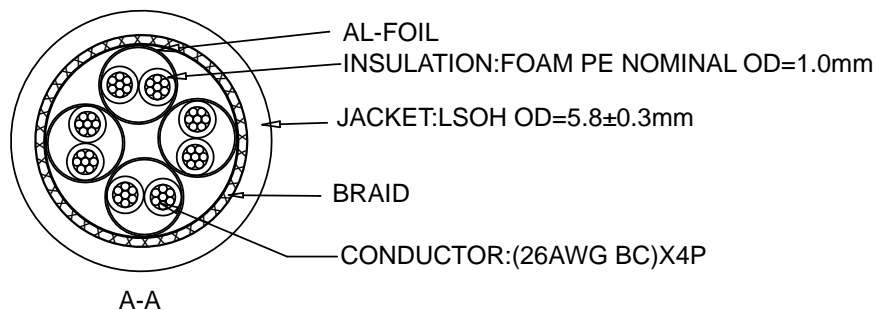 AL-FOIL
INSULATION:FOAM PE NOMINAL OD=1.0mm
JACKET:LSOH OD=5.8±0.3mm
BRAID
CONDUCTOR:(26AWG BC)X4P
A-A